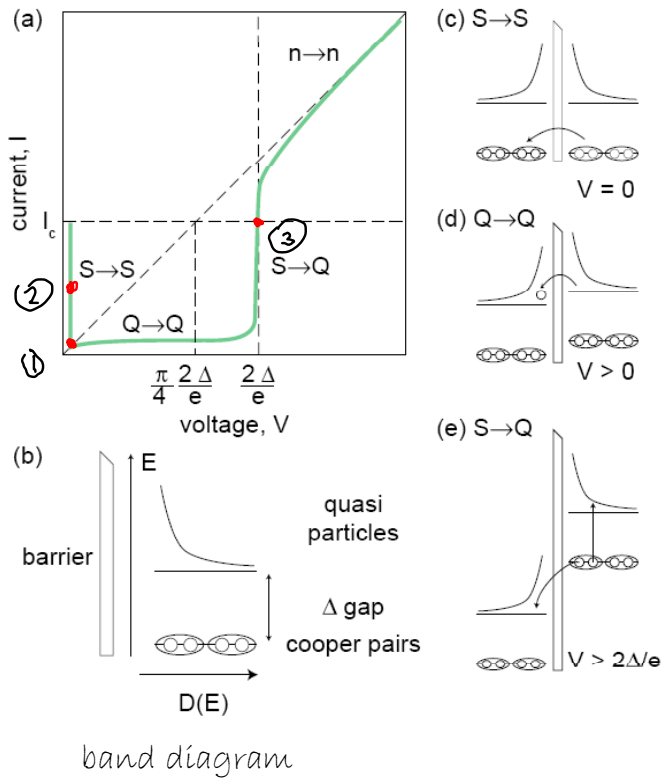 (a)
n→n
current, I
I_c
③
② S→S
S→Q
Q→Q
①
π/4 2Δ/e
2Δ/e
voltage, V
(b)
E
barrier
quasi
particles
Δ gap
cooper pairs
D(E)
band diagram
(c) S→S
V = 0
(d) Q→Q
V > 0
(e) S→Q
V > 2Δ/e